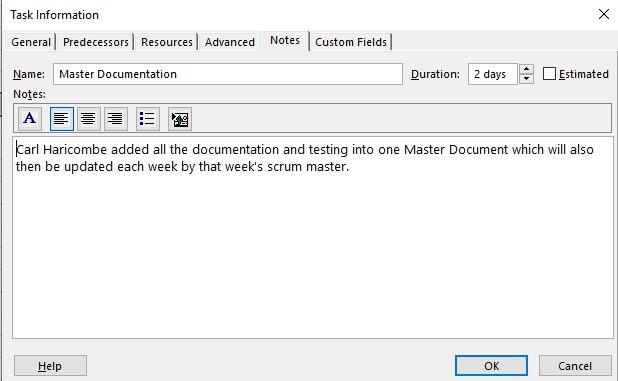 Task Information
General Predecessors Resources Advanced Notes Custom Fields
Name: Master Documentation Duration: 2 days Estimated
Notes:
A
Carl Haricombe added all the documentation and testing into one Master Document which will also
then be updated each week by that week's scrum master.
Help OK Cancel